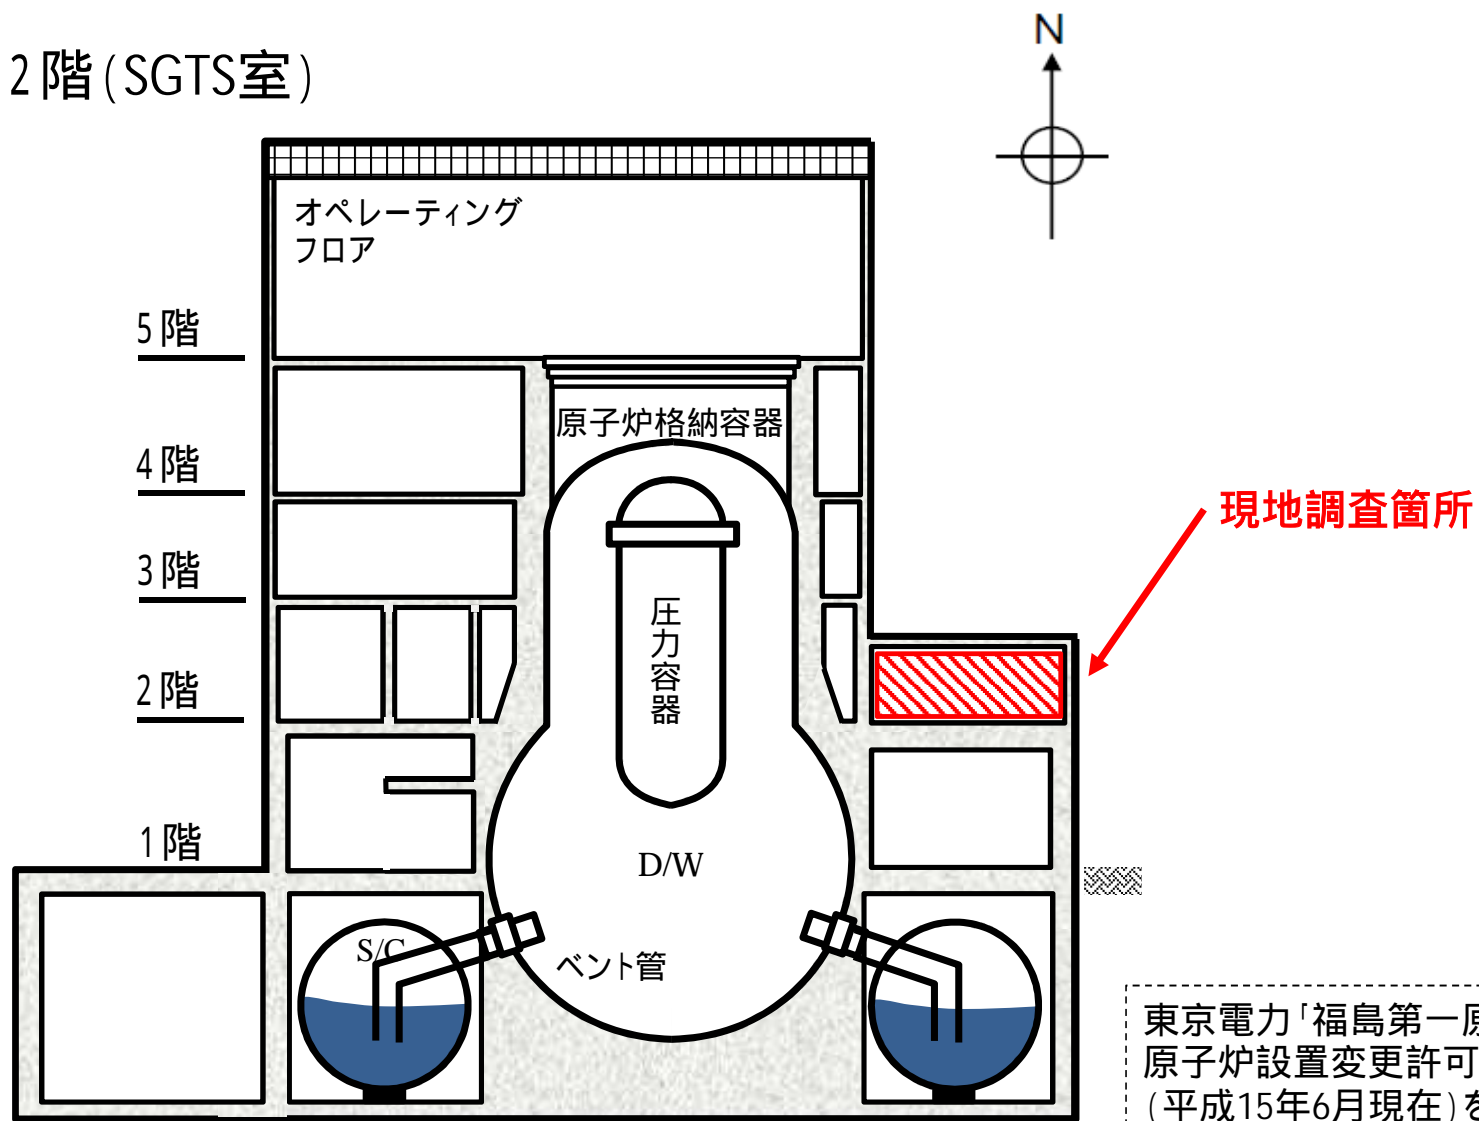 2階(SGTS室)
N
オペレーティング
フロア
5階
原子炉格納容器
4階
現地調査箇所
3階
圧力容器
2階
1階
D/W
S/C
ベント管
東京電力「福島第一原
原子炉設置変更許可
(平成15年6月現在)を